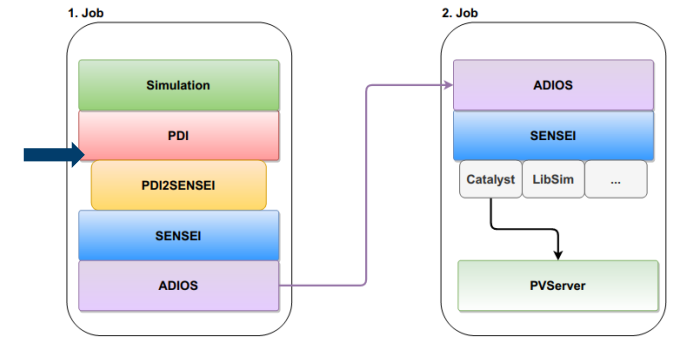 1. Job
Simulation
PDI
PDI2SENSEI
SENSEI
ADIOS
2. Job
ADIOS
SENSEI
Catalyst
LibSim
...
PVServer